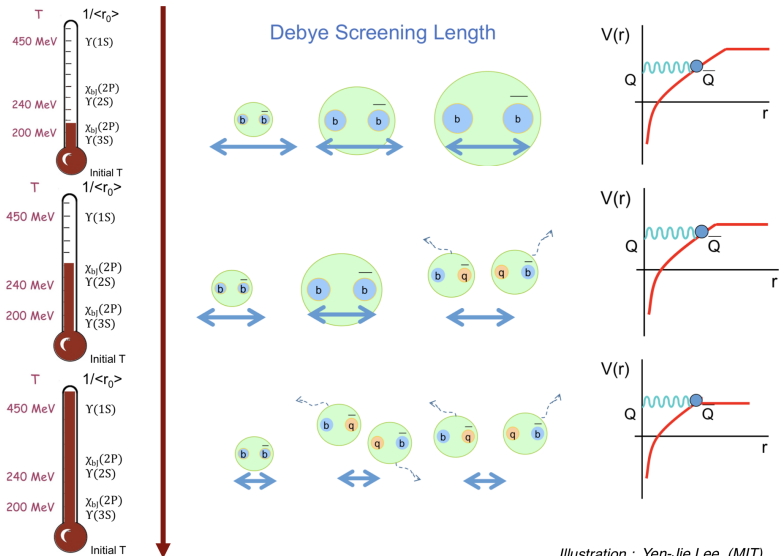 Debye Screening Length
T 1/<r₀>
450 MeV ϒ(1S)
χbJ(2P)
240 MeV ϒ(2S)
χbJ(2P)
200 MeV ϒ(3S)
Initial T
b b̅
b b̅
b b̅
V(r)
Q Q̅
r
T 1/<r₀>
450 MeV ϒ(1S)
χbJ(2P)
240 MeV ϒ(2S)
χbJ(2P)
200 MeV ϒ(3S)
Initial T
b b̅
b b̅
b q̅ q b̅
V(r)
Q Q̅
r
T 1/<r₀>
450 MeV ϒ(1S)
χbJ(2P)
240 MeV ϒ(2S)
χbJ(2P)
200 MeV ϒ(3S)
Initial T
b b̅
b q̅
q b̅
b q̅ q b̅
V(r)
Q Q̅
r
Illustration : Yen-Jie Lee (MIT)